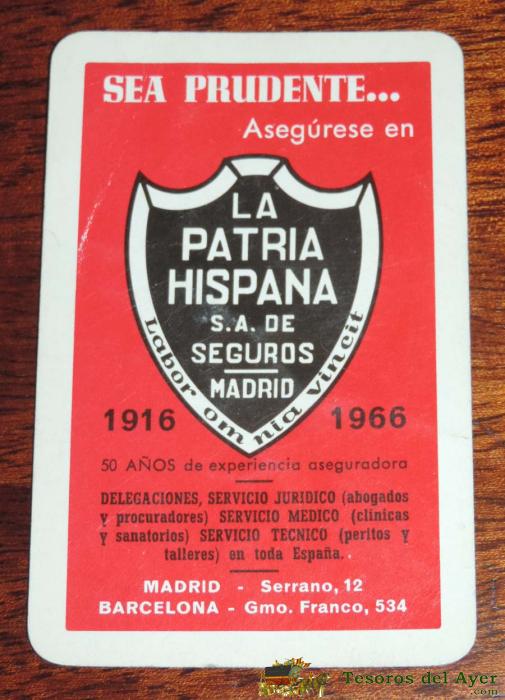 SEA PRUDENTE...
Asegúrese en
LA
PATRIA
HISPANA
S.A. DE
SEGUROS
MADRID
Labor omnia vincit
1916 1966
50 AÑOS de experiencia aseguradora
DELEGACIONES, SERVICIO JURIDICO (abogados
y procuradores) SERVICIO MEDICO (clínicas
y sanatorios) SERVICIO TECNICO (peritos y
talleres) en toda España..
MADRID - Serrano, 12
BARCELONA - Gmo. Franco, 534
Tesoros del Ayer
.com